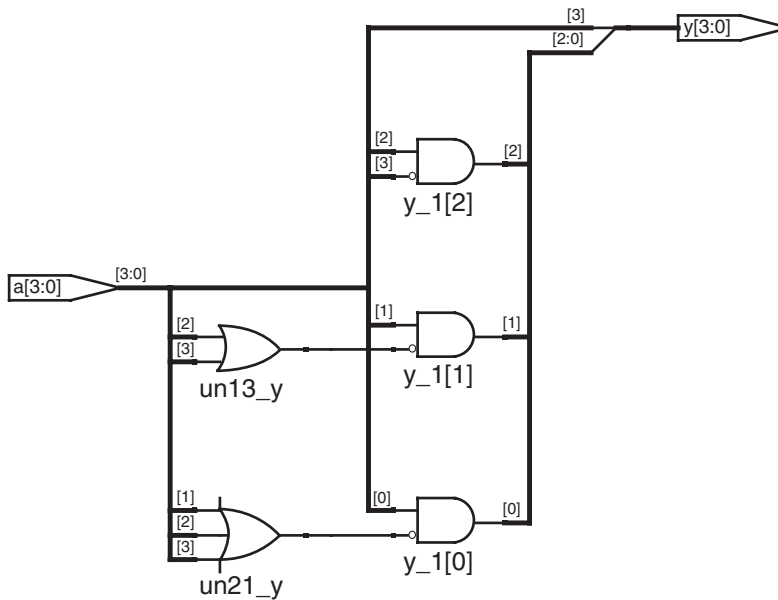 [3]
y[3:0]
[2:0]
[2]
[3]
[2]
y_1[2]
[3:0]
a[3:0]
[1]
[1]
[2]
[3]
un13_y
y_1[1]
[1]
[0]
[0]
[2]
[3]
un21_y
y_1[0]